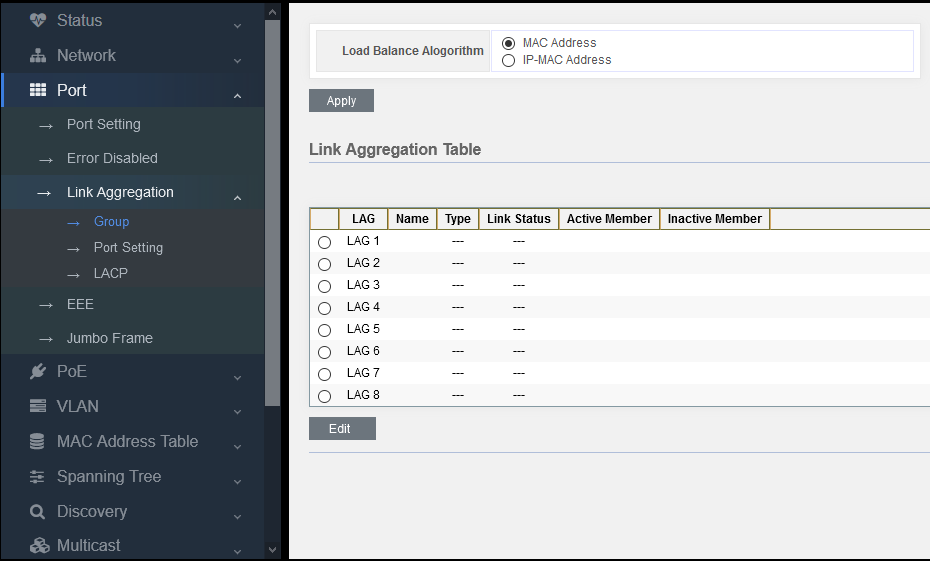 Status
Network
Port
Port Setting
Error Disabled
Link Aggregation
Group
Port Setting
LACP
EEE
Jumbo Frame
PoE
VLAN
MAC Address Table
Spanning Tree
Discovery
Multicast
Load Balance Alogorithm
MAC Address
IP-MAC Address
Apply
Link Aggregation Table
LAG Name Type Link Status Active Member Inactive Member
LAG 1 --- ---
LAG 2 --- ---
LAG 3 --- ---
LAG 4 --- ---
LAG 5 --- ---
LAG 6 --- ---
LAG 7 --- ---
LAG 8 --- ---
Edit